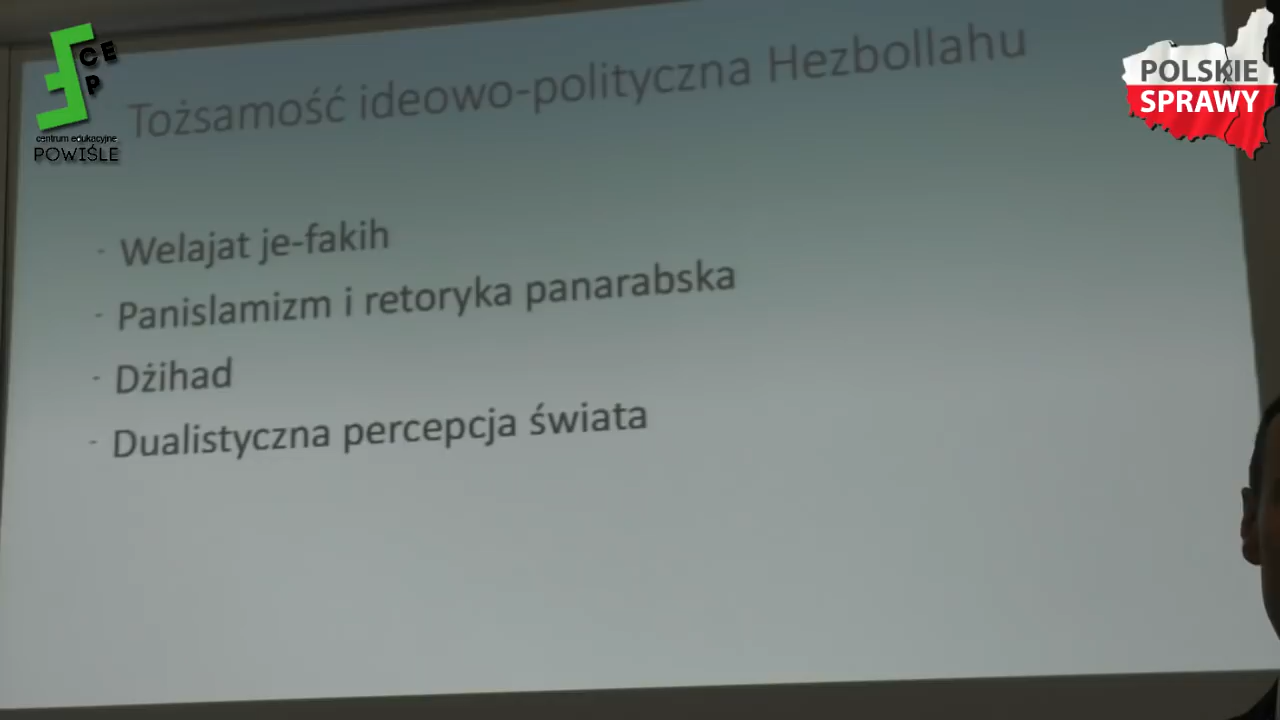 CE
P
centrum edukacyjne
POWIŚLE
POLSKIE
SPRAWY
Tożsamość ideowo-polityczna Hezbollahu
- Welajat je-fakih
- Panislamizm i retoryka panarabska
- Dżihad
- Dualistyczna percepcja świata